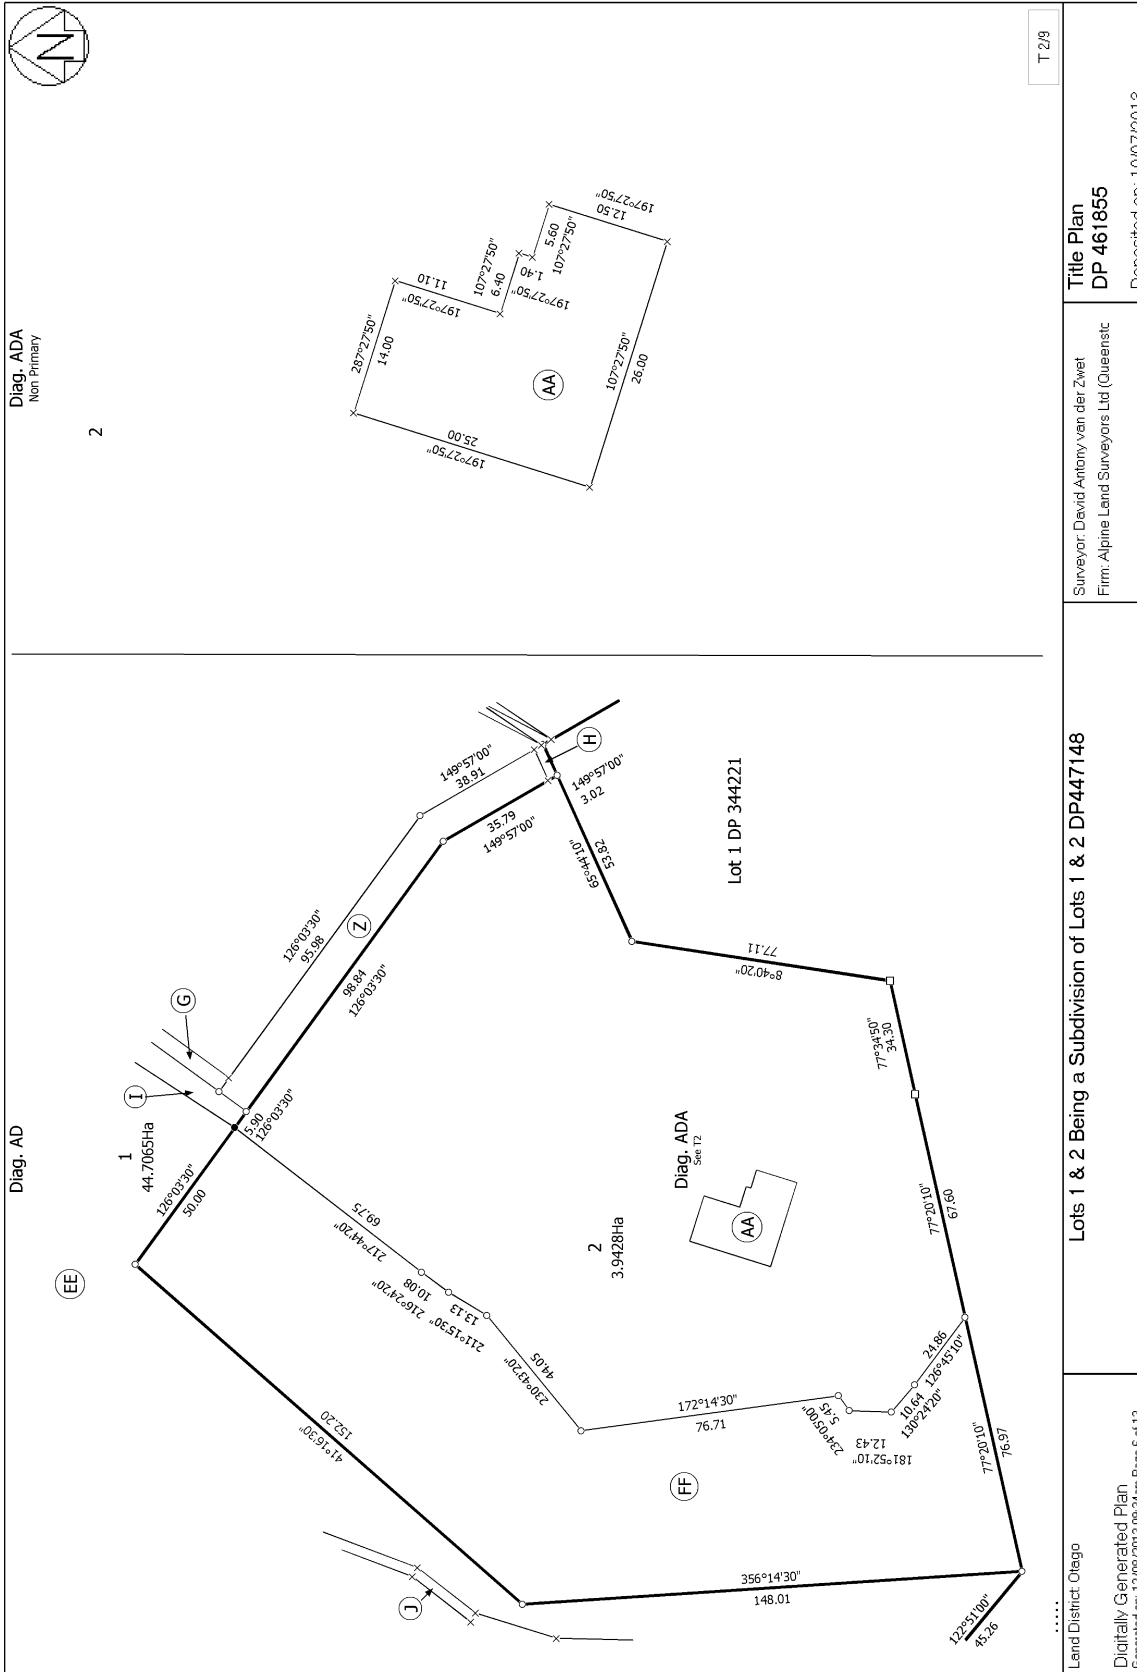 N
T 2/9
Diag. ADA
Non Primary
2
287°27'50"
14.00
11.10
197°27'50"
107°27'50"
6.40
1.40
197°27'50"
5.60
107°27'50"
12.50
197°27'50"
25.00
197°27'50"
AA
107°27'50"
26.00
Diag. AD
EE
1
44.7065Ha
I
G
126°03'30"
50.00
5.90
126°03'30"
126°03'30"
95.98
Z
98.84
126°03'30"
149°57'00"
38.91
35.79
149°57'00"
H
149°57'00"
3.02
65°44'10"
53.82
Lot 1 DP 344221
77.11
8°40'20"
77°34'50"
34.30
77°20'10"
67.60
Diag. ADA
See T2
AA
2
3.9428Ha
69.75
217°44'20"
10.08
216°24'20"
13.13
211°15'30"
44.05
230°43'20"
172°14'30"
76.71
5.45
234°05'00"
12.43
181°52'10"
10.64
130°24'20"
24.86
126°45'10"
FF
152.20
41°16'30"
J
356°14'30"
148.01
77°20'10"
76.97
122°51'00"
45.26
Land District: Otago
Digitally Generated Plan
Lots 1 & 2 Being a Subdivision of Lots 1 & 2 DP447148
Surveyor: David Antony van der Zwet
Firm: Alpine Land Surveyors Ltd (Queenstc
Title Plan
DP 461855